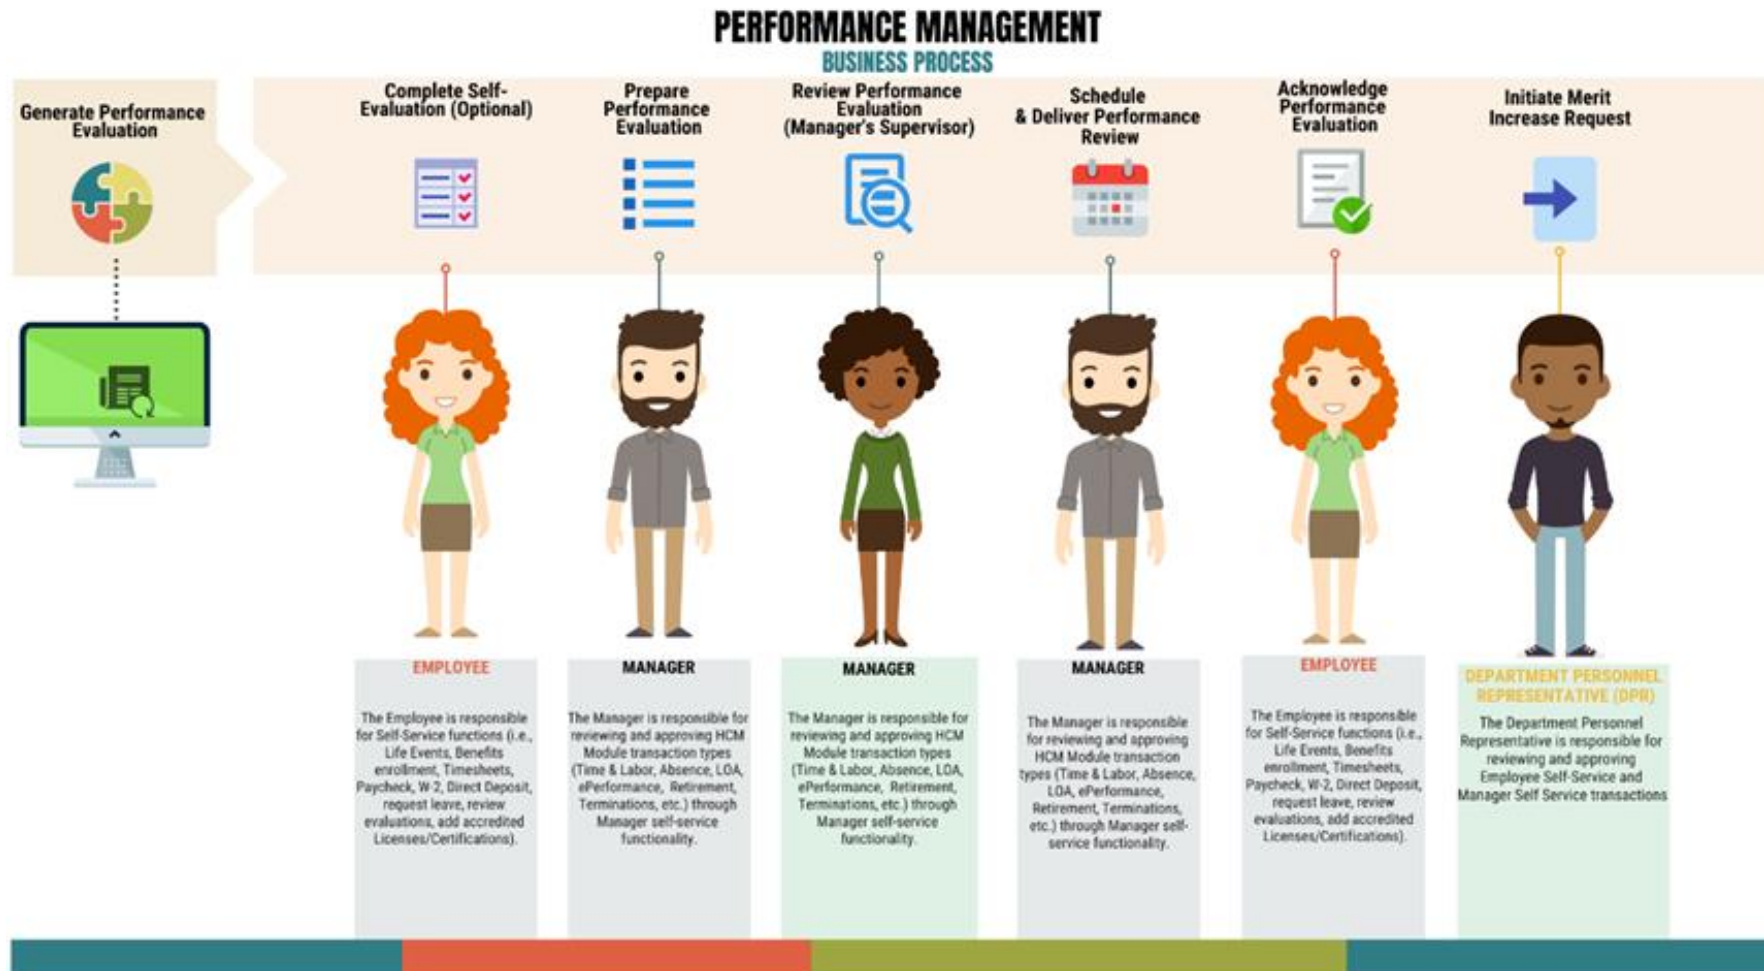 PERFORMANCE MANAGEMENT
BUSINESS PROCESS
Generate Performance
Evaluation
Complete Self-
Evaluation (Optional)
Prepare
Performance
Evaluation
Review Performance
Evaluation
(Manager's Supervisor)
Schedule
& Deliver Performance
Review
Acknowledge
Performance
Evaluation
Initiate Merit
Increase Request
EMPLOYEE
The Employee is responsible
for Self-Service functions (i.e.,
Life Events, Benefits
enrollment, Timesheets,
Paycheck, W-2, Direct Deposit,
request leave, review
evaluations, add accredited
Licenses/Certifications).
MANAGER
The Manager is responsible for
reviewing and approving HCM
Module transaction types
(Time & Labor, Absence, LOA,
ePerformance, Retirement,
Terminations, etc.) through
Manager self-service
functionality.
MANAGER
The Manager is responsible for
reviewing and approving HCM
Module transaction types
(Time & Labor, Absence, LOA,
ePerformance, Retirement,
Terminations, etc.) through
Manager self-service
functionality.
MANAGER
The Manager is responsible
for reviewing and approving
HCM Module transaction
types (Time & Labor, Absence,
LOA, ePerformance,
Retirement, Terminations,
etc.) through Manager self-
service functionality.
EMPLOYEE
The Employee is responsible
for Self-Service functions (i.e.,
Life Events, Benefits
enrollment, Timesheets,
Paycheck, W-2, Direct Deposit,
request leave, review
evaluations, add accredited
Licenses/Certifications).
DEPARTMENT PERSONNEL
REPRESENTATIVE (DPR)
The Department Personnel
Representative is responsible for
reviewing and approving
Employee Self-Service and
Manager Self Service transactions